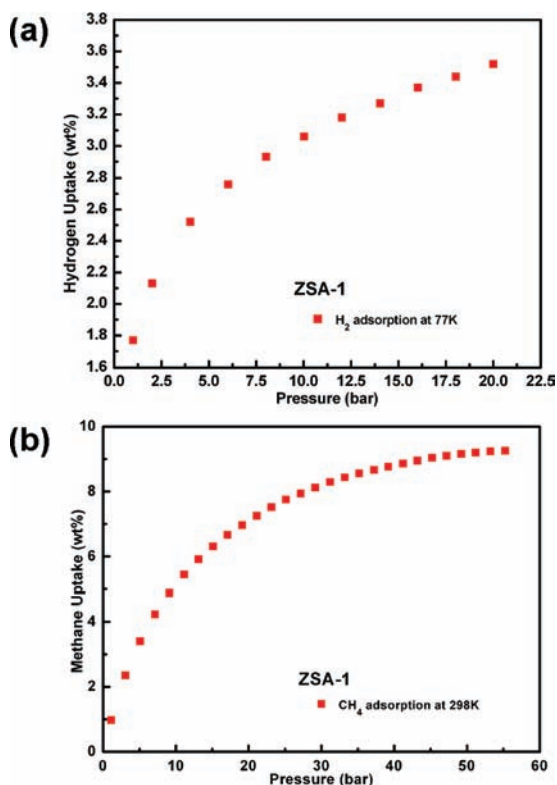 (a)
3.8
3.6
3.4
3.2
3.0
2.8
2.6
2.4
2.2
2.0
1.8
1.6
Hydrogen Uptake (wt%)
ZSA-1
H₂ adsorption at 77K
0.0 2.5 5.0 7.5 10.0 12.5 15.0 17.5 20.0 22.5
Pressure (bar)
(b)
10
8
6
4
2
0
Methane Uptake (wt%)
ZSA-1
CH₄ adsorption at 298K
0 10 20 30 40 50 60
Pressure (bar)